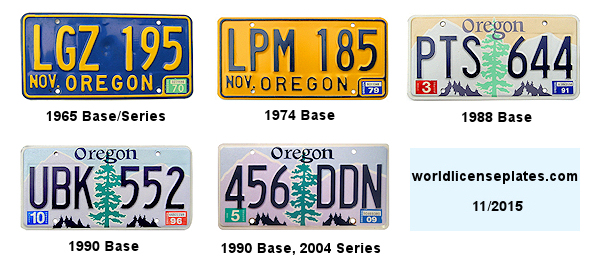 LGZ 195
NOV. OREGON 70
1965 Base/Series
LPM 185
NOV. OREGON 79
1974 Base
Oregon
PTS 644
3 91
1988 Base
Oregon
UBK 552
10 96
1990 Base
Oregon
456 DDN
5 09
1990 Base, 2004 Series
worldlicenseplates.com
11/2015